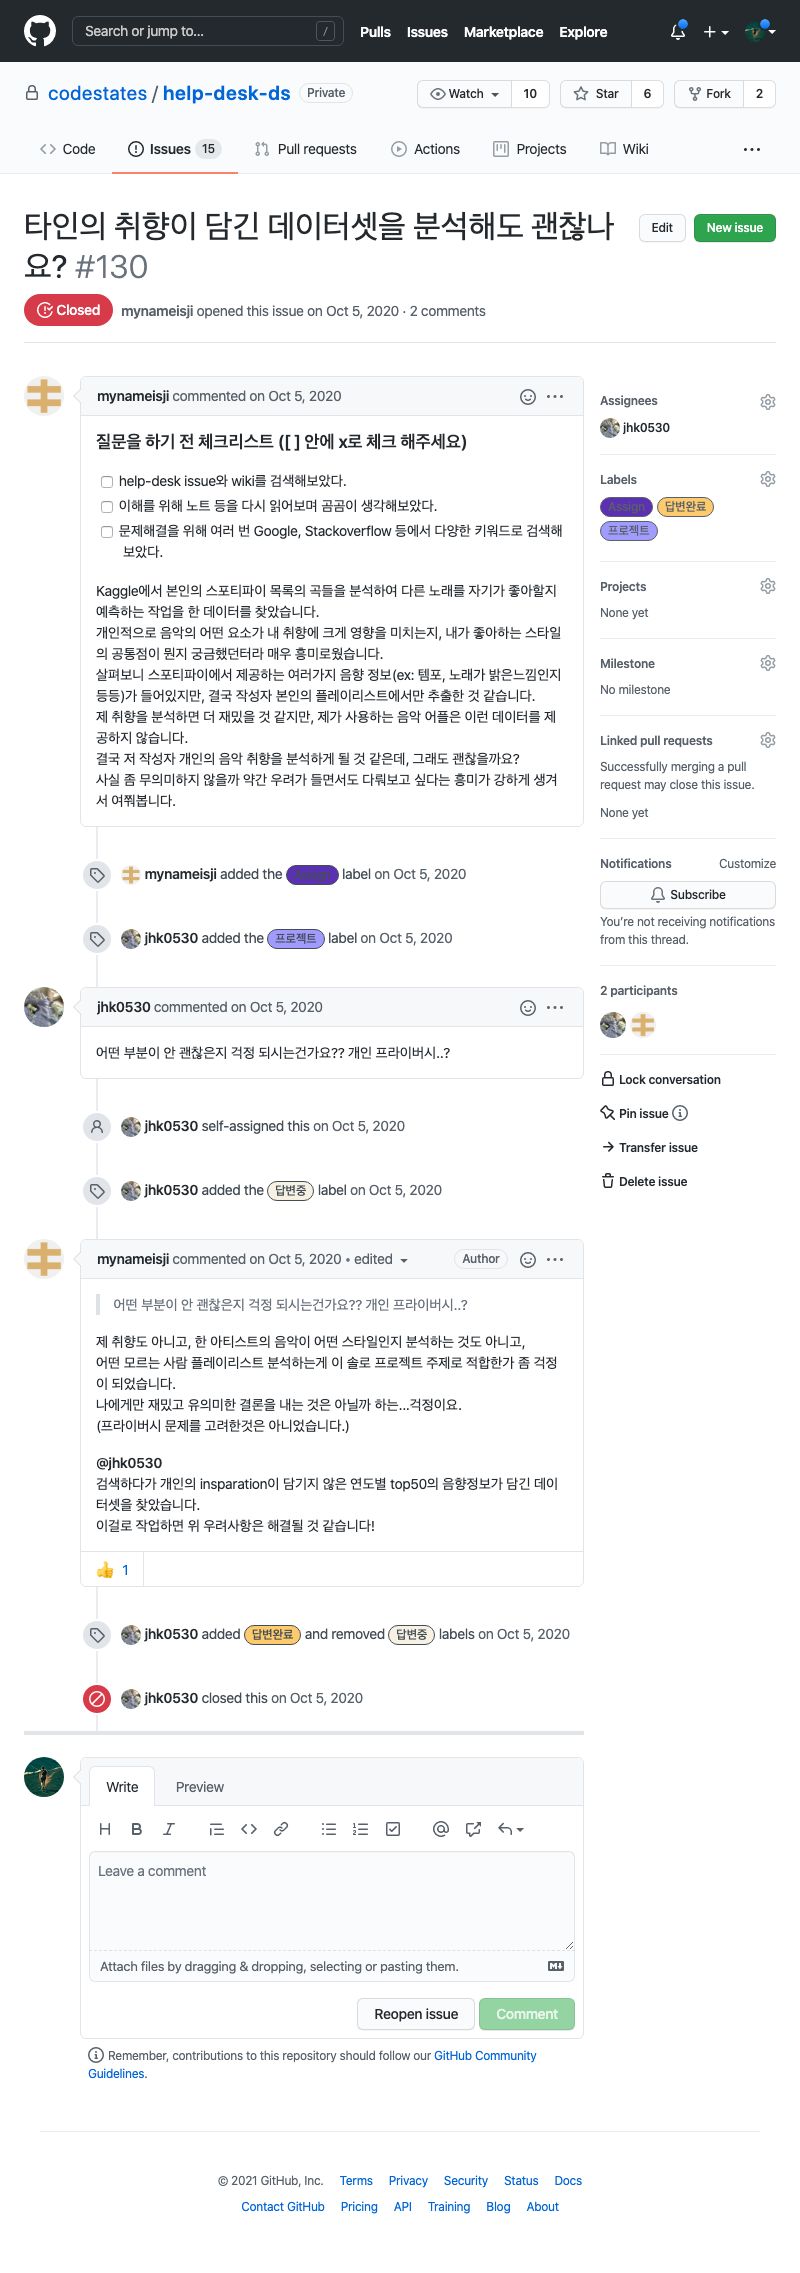 Search or jump to...
/
Pulls
Issues
Marketplace
Explore
codestates / help-desk-ds
Private
Watch
10
Star
6
Fork
2
Code
Issues 15
Pull requests
Actions
Projects
Wiki
타인의 취향이 담긴 데이터셋을 분석해도 괜찮나
요? #130
Edit
New issue
Closed
mynameisji opened this issue on Oct 5, 2020 · 2 comments
mynameisji commented on Oct 5, 2020
질문을 하기 전 체크리스트 ([ ] 안에 x로 체크 해주세요)
help-desk issue와 wiki를 검색해보았다.
이해를 위해 노트 등을 다시 읽어보며 곰곰이 생각해보았다.
문제해결을 위해 여러 번 Google, Stackoverflow 등에서 다양한 키워드로 검색해
보았다.
Kaggle에서 본인의 스포티파이 목록의 곡들을 분석하여 다른 노래를 자기가 좋아할지
예측하는 작업을 한 데이터를 찾았습니다.
개인적으로 음악의 어떤 요소가 내 취향에 크게 영향을 미치는지, 내가 좋아하는 스타일
의 공통점이 뭔지 궁금했던터라 매우 흥미로웠습니다.
살펴보니 스포티파이에서 제공하는 여러가지 음향 정보(ex: 템포, 노래가 밝은느낌인지
등등)가 들어있지만, 결국 작성자 본인의 플레이리스트에서만 추출한 것 같습니다.
제 취향을 분석하면 더 재밌을 것 같지만, 제가 사용하는 음악 어플은 이런 데이터를 제
공하지 않습니다.
결국 저 작성자 개인의 음악 취향을 분석하게 될 것 같은데, 그래도 괜찮을까요?
사실 좀 무의미하지 않을까 약간 우려가 들면서도 다뤄보고 싶다는 흥미가 강하게 생겨
서 여쭤봅니다.
mynameisji added the Assign label on Oct 5, 2020
jhk0530 added the 프로젝트 label on Oct 5, 2020
jhk0530 commented on Oct 5, 2020
어떤 부분이 안 괜찮은지 걱정 되시는건가요?? 개인 프라이버시..?
jhk0530 self-assigned this on Oct 5, 2020
jhk0530 added the 답변중 label on Oct 5, 2020
mynameisji commented on Oct 5, 2020 • edited
Author
어떤 부분이 안 괜찮은지 걱정 되시는건가요?? 개인 프라이버시..?
제 취향도 아니고, 한 아티스트의 음악이 어떤 스타일인지 분석하는 것도 아니고,
어떤 모르는 사람 플레이리스트 분석하는게 이 솔로 프로젝트 주제로 적합한가 좀 걱정
이 되었습니다.
나에게만 재밌고 유의미한 결론을 내는 것은 아닐까 하는...걱정이요.
(프라이버시 문제를 고려한것은 아니었습니다.)
@jhk0530
검색하다가 개인의 insparation이 담기지 않은 연도별 top50의 음향정보가 담긴 데이
터셋을 찾았습니다.
이걸로 작업하면 위 우려사항은 해결될 것 같습니다!
👍 1
jhk0530 added 답변완료 and removed 답변중 labels on Oct 5, 2020
jhk0530 closed this on Oct 5, 2020
Write
Preview
Leave a comment
Attach files by dragging & dropping, selecting or pasting them.
Reopen issue
Comment
Remember, contributions to this repository should follow our GitHub Community
Guidelines.
Assignees
jhk0530
Labels
Assign
답변완료
프로젝트
Projects
None yet
Milestone
No milestone
Linked pull requests
Successfully merging a pull
request may close this issue.
None yet
Notifications
Customize
Subscribe
You're not receiving notifications
from this thread.
2 participants
Lock conversation
Pin issue
Transfer issue
Delete issue
© 2021 GitHub, Inc.
Terms
Privacy
Security
Status
Docs
Contact GitHub
Pricing
API
Training
Blog
About